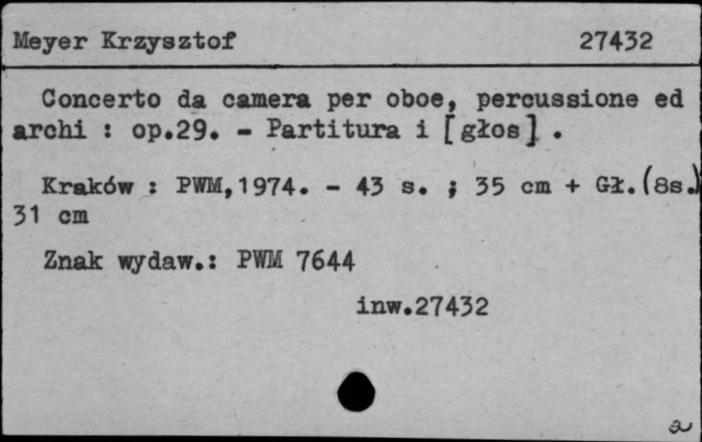 Meyer Krzysztof 27432
Concerto da camera per oboe, percussione ed
archi : op.29. - Partitura i [głos] .
Kraków : PWM,1974. - 43 s. ; 35 cm + Gł.(8s.)
31 cm
Znak wydaw.: PWM 7644
inw.27432